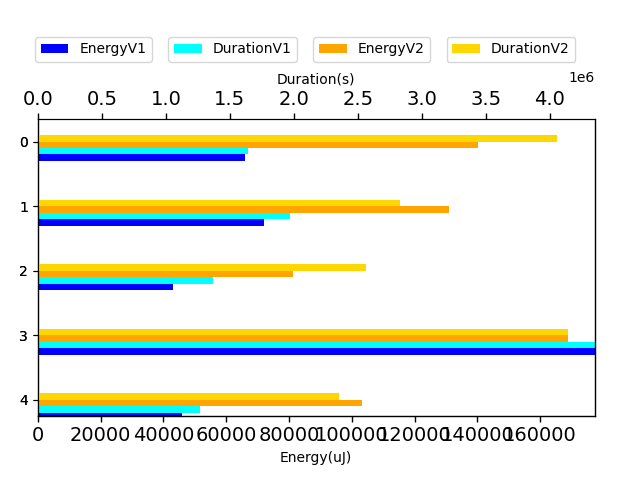 EnergyV1 DurationV1 EnergyV2 DurationV2
Duration(s)
1e6
0.0 0.5 1.0 1.5 2.0 2.5 3.0 3.5 4.0
0
1
2
3
4
0 20000 40000 60000 80000 100000 120000 140000 160000
Energy(uJ)